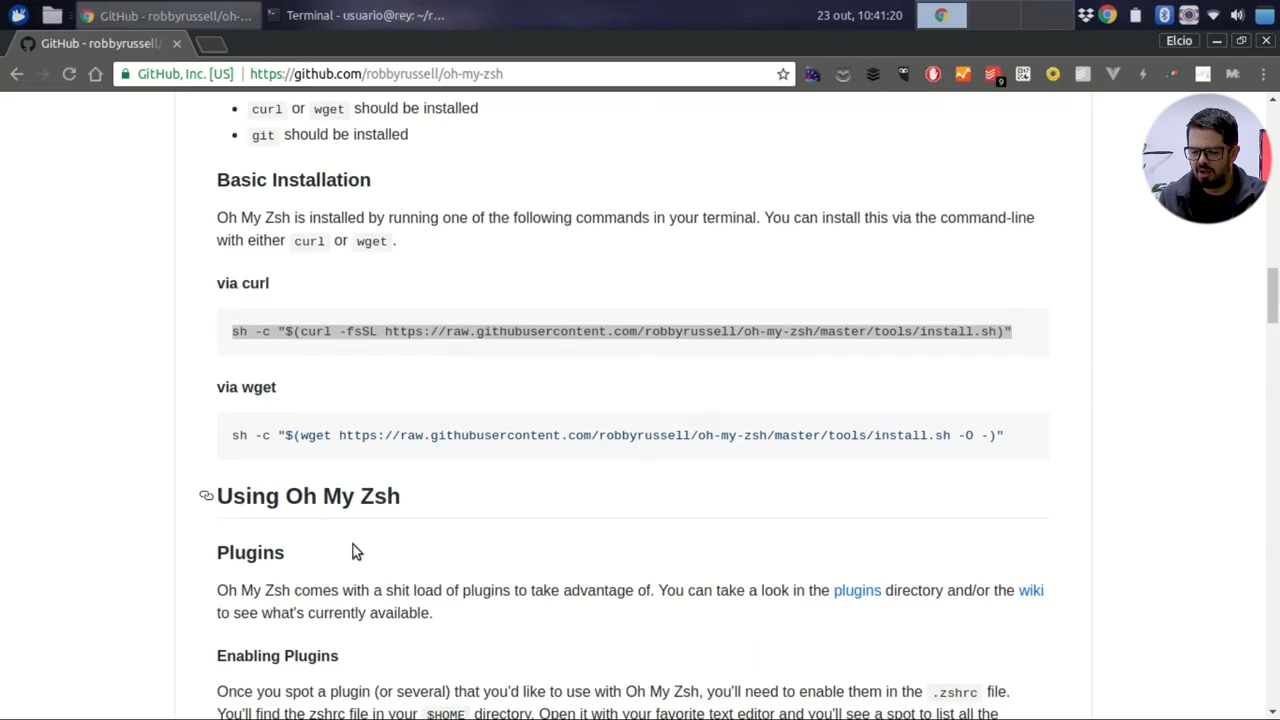 GitHub - robbyrussell/oh-...
Terminal - usuario@rey: ~/r...
23 out, 10:41:20
GitHub - robbyrussell/
Elcio
GitHub, Inc. [US]
https://github.com/robbyrussell/oh-my-zsh
9
curl or wget should be installed
git should be installed
Basic Installation
Oh My Zsh is installed by running one of the following commands in your terminal. You can install this via the command-line
with either curl or wget.
via curl
sh -c "$(curl -fsSL https://raw.githubusercontent.com/robbyrussell/oh-my-zsh/master/tools/install.sh)"
via wget
sh -c "$(wget https://raw.githubusercontent.com/robbyrussell/oh-my-zsh/master/tools/install.sh -O -)"
Using Oh My Zsh
Plugins
Oh My Zsh comes with a shit load of plugins to take advantage of. You can take a look in the plugins directory and/or the wiki
to see what's currently available.
Enabling Plugins
Once you spot a plugin (or several) that you'd like to use with Oh My Zsh, you'll need to enable them in the .zshrc file.
You'll find the zshrc file in your $HOME directory. Open it with your favorite text editor and you'll see a spot to list all the